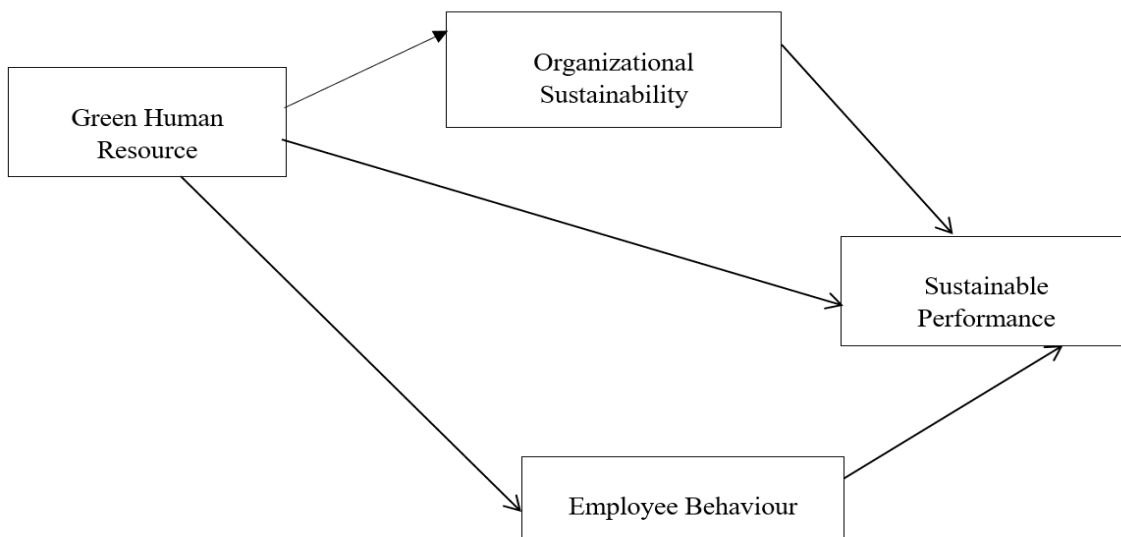 Organizational
Sustainability
Green Human
Resource
Sustainable
Performance
Employee Behaviour